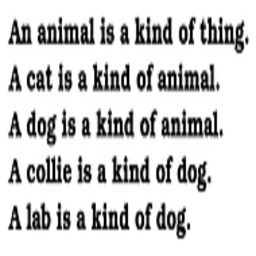 An animal is a kind of thing.
A cat is a kind of animal.
A dog is a kind of animal.
A collie is a kind of dog.
A lab is a kind of dog.